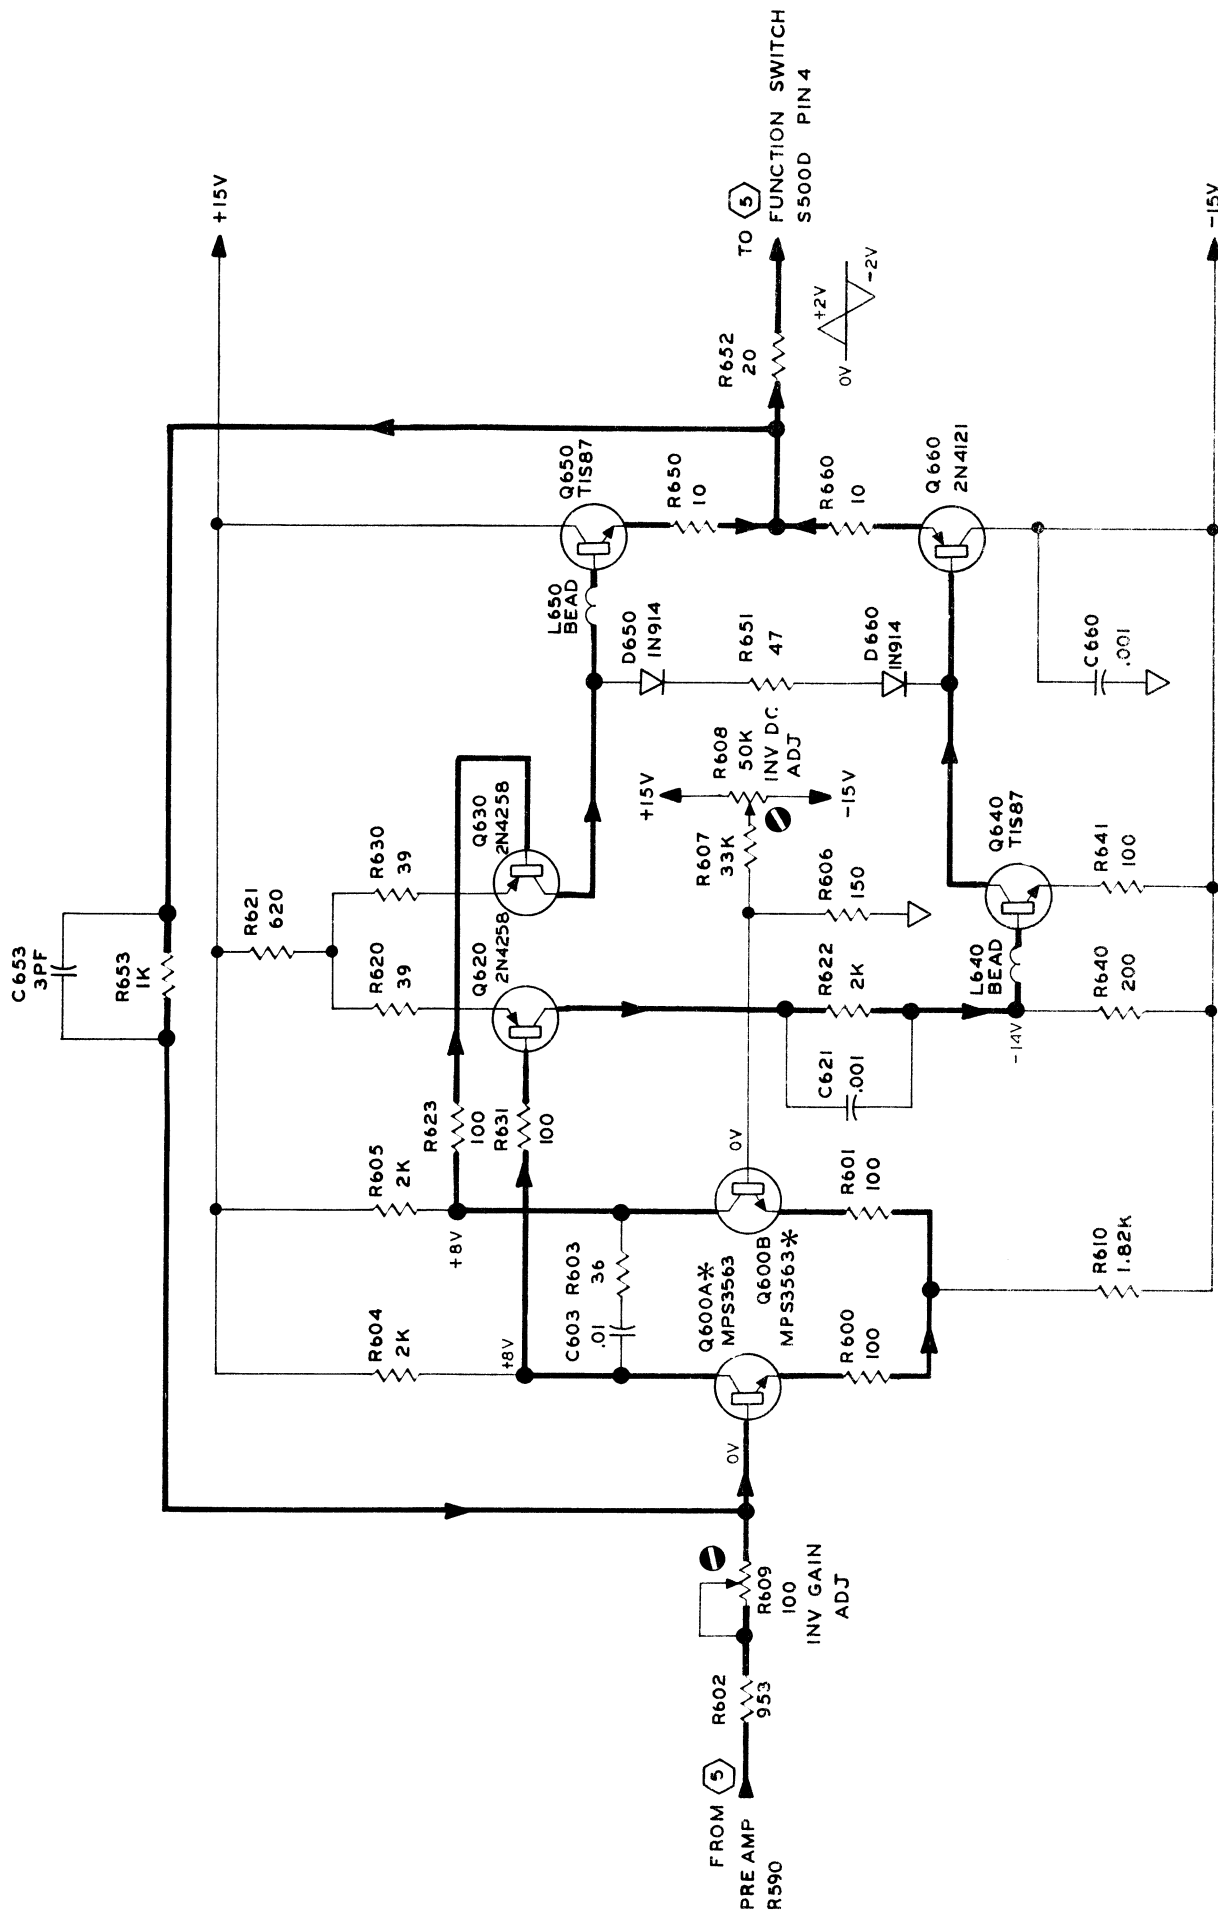 C653
3PF
R653
1K
+15V
R621
620
R620
39
R630
39
R604
2K
R605
2K
+8V
+8V
R623
100
R631
100
Q620
2N4258
Q630
2N4258
L650
BEAD
Q650
TIS87
R650
10
D650
1N914
R651
47
D660
1N914
R660
10
Q660
2N4121
R652
20
TO 5
FUNCTION SWITCH
S500D PIN 4
0V
+2V
-2V
+15V
R608
50K
INV DC
ADJ
-15V
R607
33K
R606
150
R622
2K
C621
.001
-14V
L640
BEAD
Q640
TIS87
R640
200
R641
100
C660
.001
-15V
C603
.01
R603
36
0V
0V
Q600A*
MPS3563
Q600B
MPS3563*
R600
100
R601
100
R610
1.82K
FROM 5
PRE AMP
R590
R602
953
R609
100
INV GAIN
ADJ